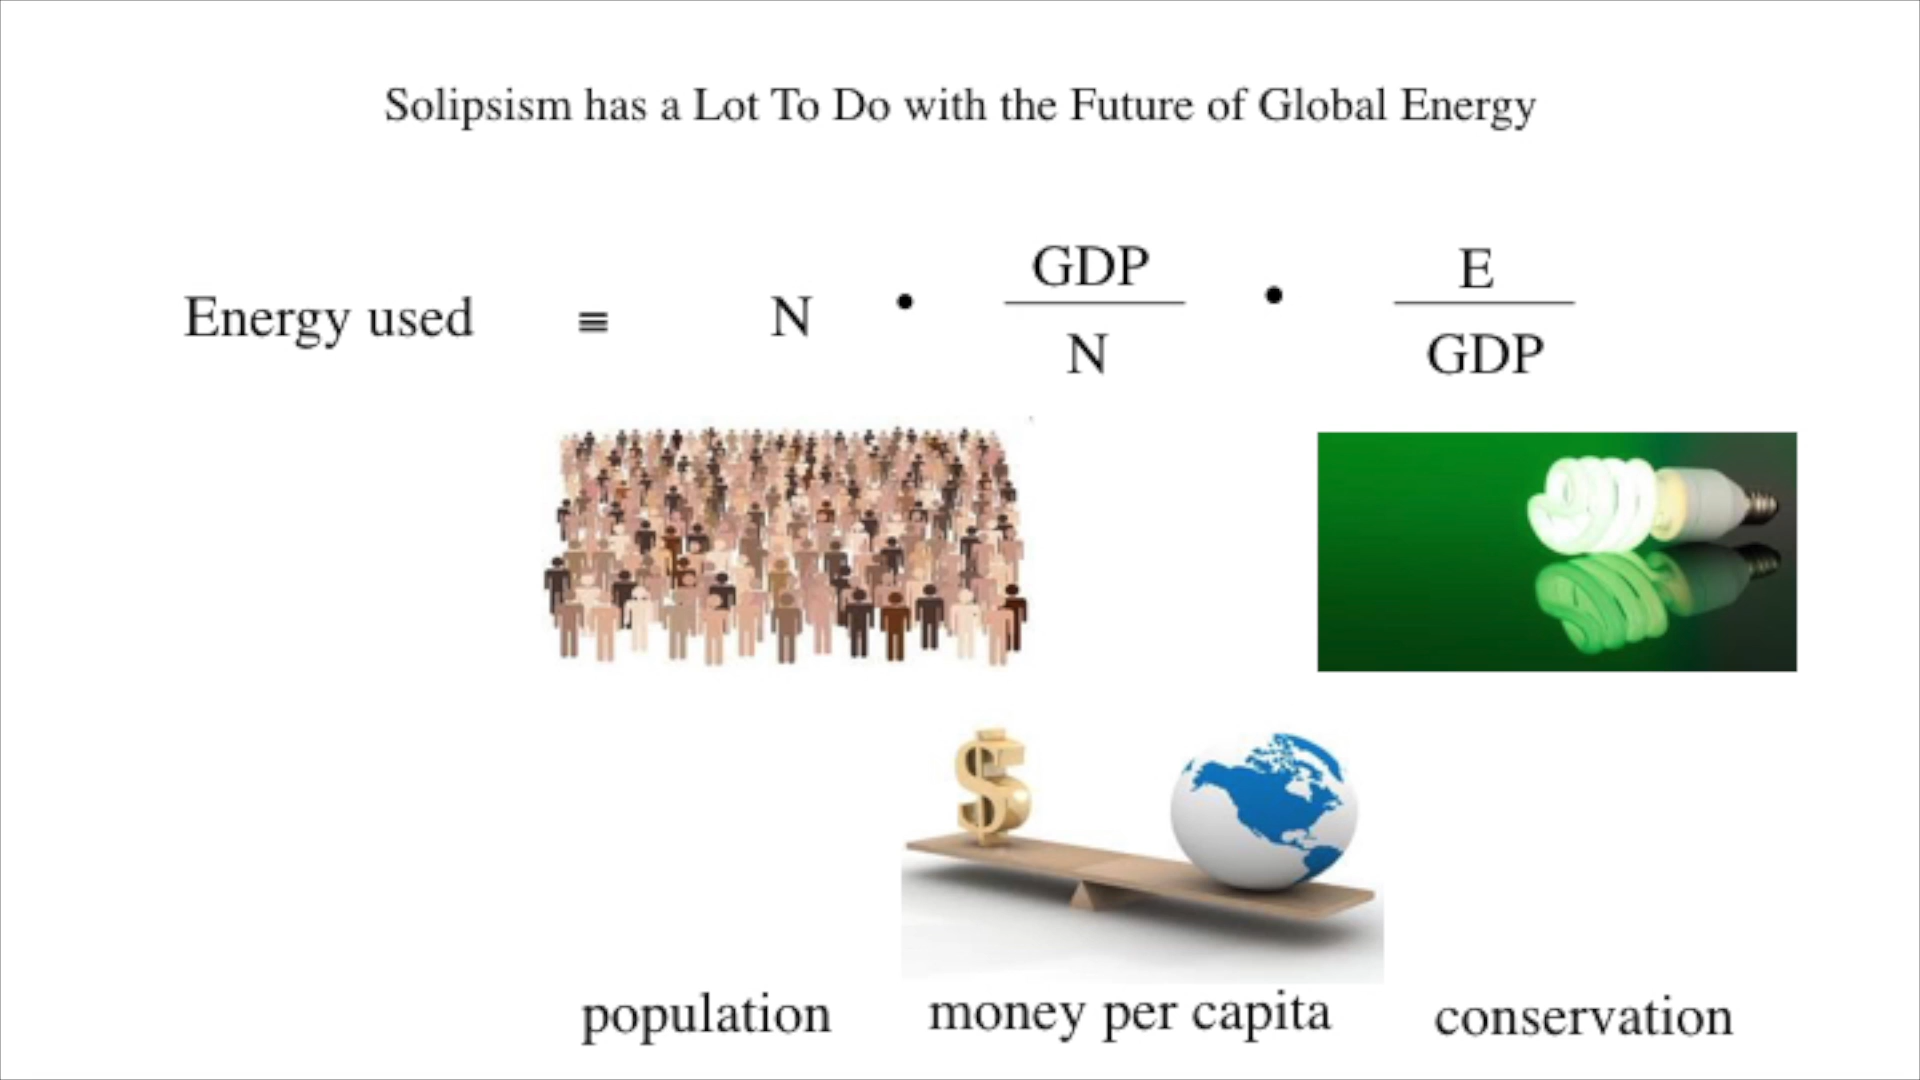 Solipsism has a Lot To Do with the Future of Global Energy
Energy used ≡ N • GDP/N • E/GDP
$
population money per capita conservation